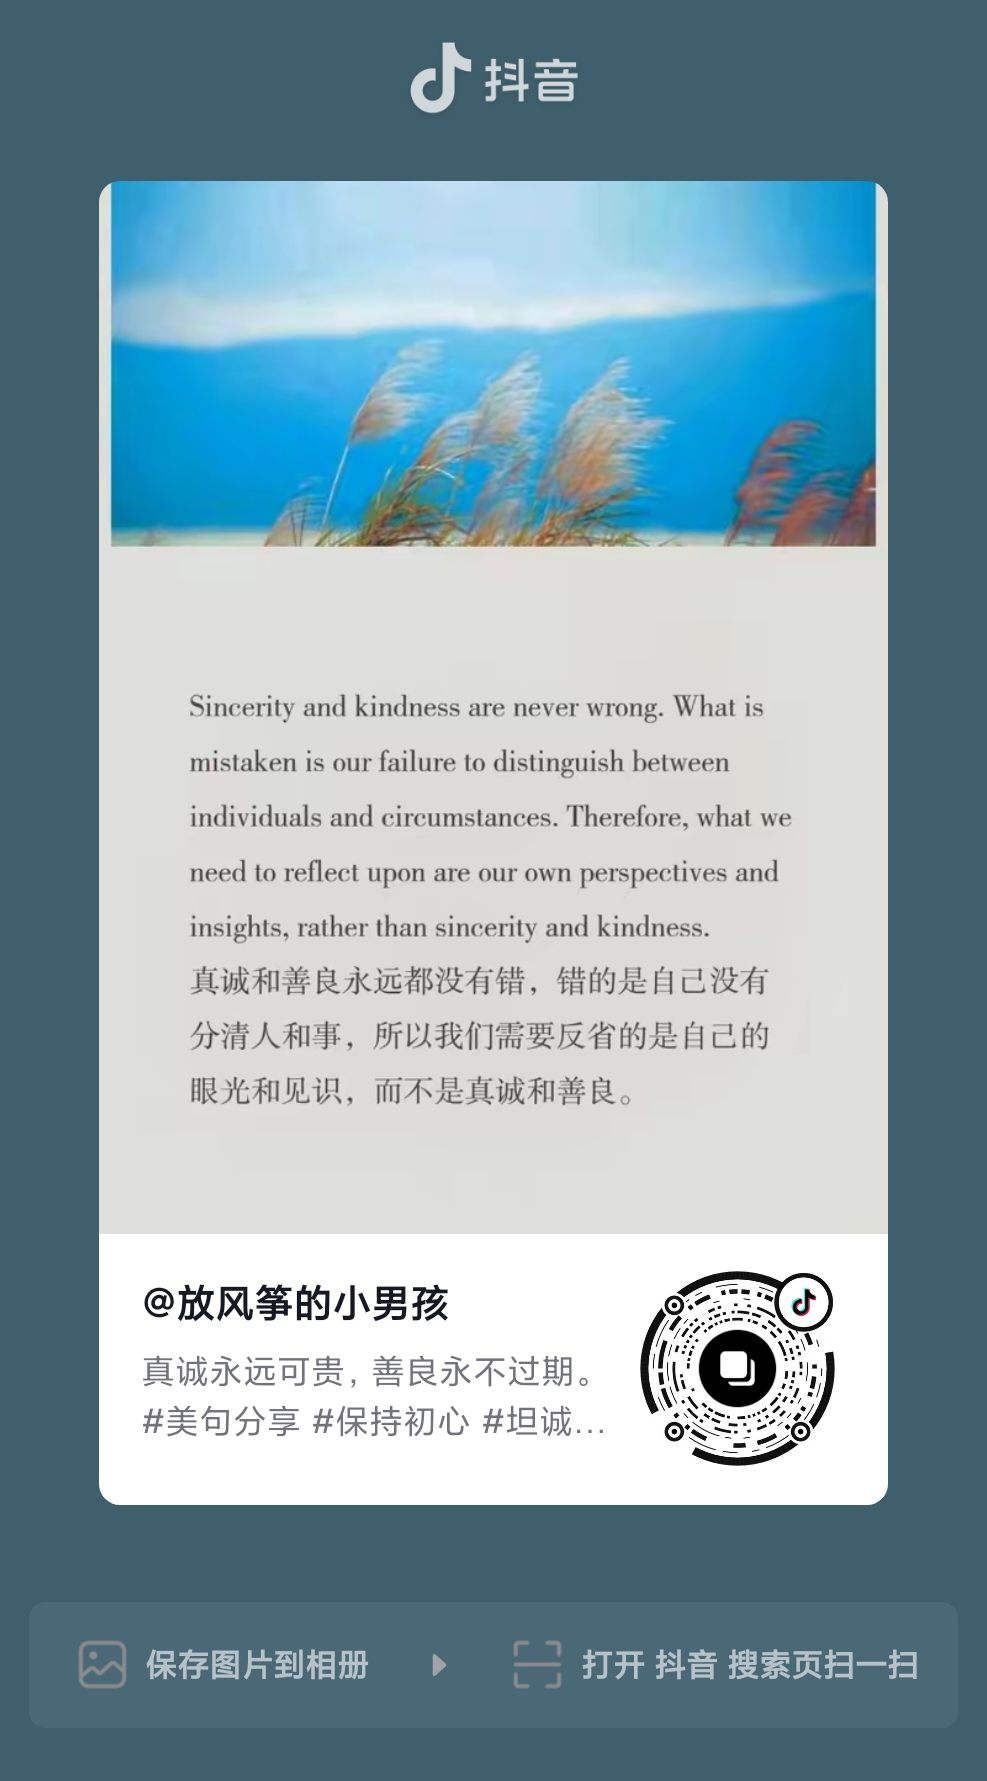 抖音
Sincerity and kindness are never wrong. What is
mistaken is our failure to distinguish between
individuals and circumstances. Therefore, what we
need to reflect upon are our own perspectives and
insights, rather than sincerity and kindness.
真诚和善良永远都没有错，错的是自己没有
分清人和事，所以我们需要反省的是自己的
眼光和见识，而不是真诚和善良。
@放风筝的小男孩
真诚永远可贵，善良永不过期。
#美句分享 #保持初心 #坦诚...
保存图片到相册
打开 抖音 搜索页扫一扫